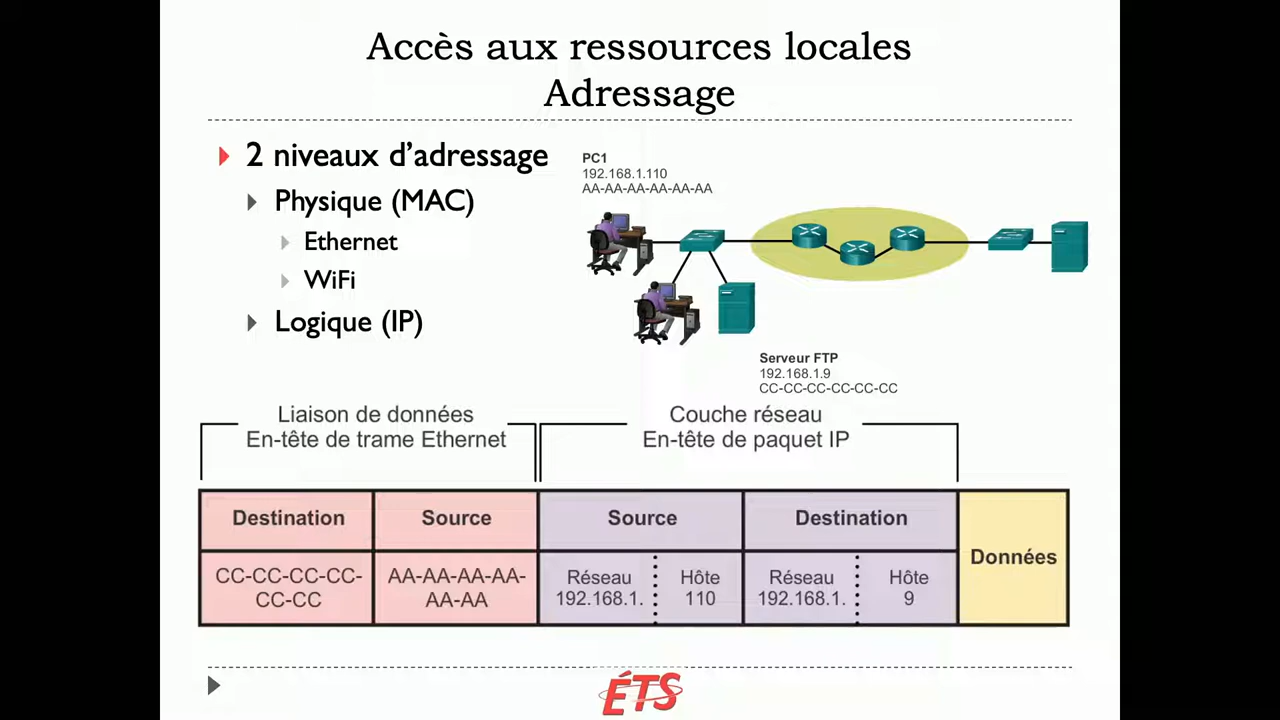 Accès aux ressources locales
Adressage
2 niveaux d'adressage
Physique (MAC)
Ethernet
WiFi
Logique (IP)
PC1
192.168.1.110
AA-AA-AA-AA-AA-AA
Serveur FTP
192.168.1.9
CC-CC-CC-CC-CC-CC
Liaison de données
En-tête de trame Ethernet
Couche réseau
En-tête de paquet IP
Destination
Source
Source
Destination
Données
CC-CC-CC-CC-
CC-CC
AA-AA-AA-AA-
AA-AA
Réseau
192.168.1.
Hôte
110
Réseau
192.168.1.
Hôte
9
ÉTS